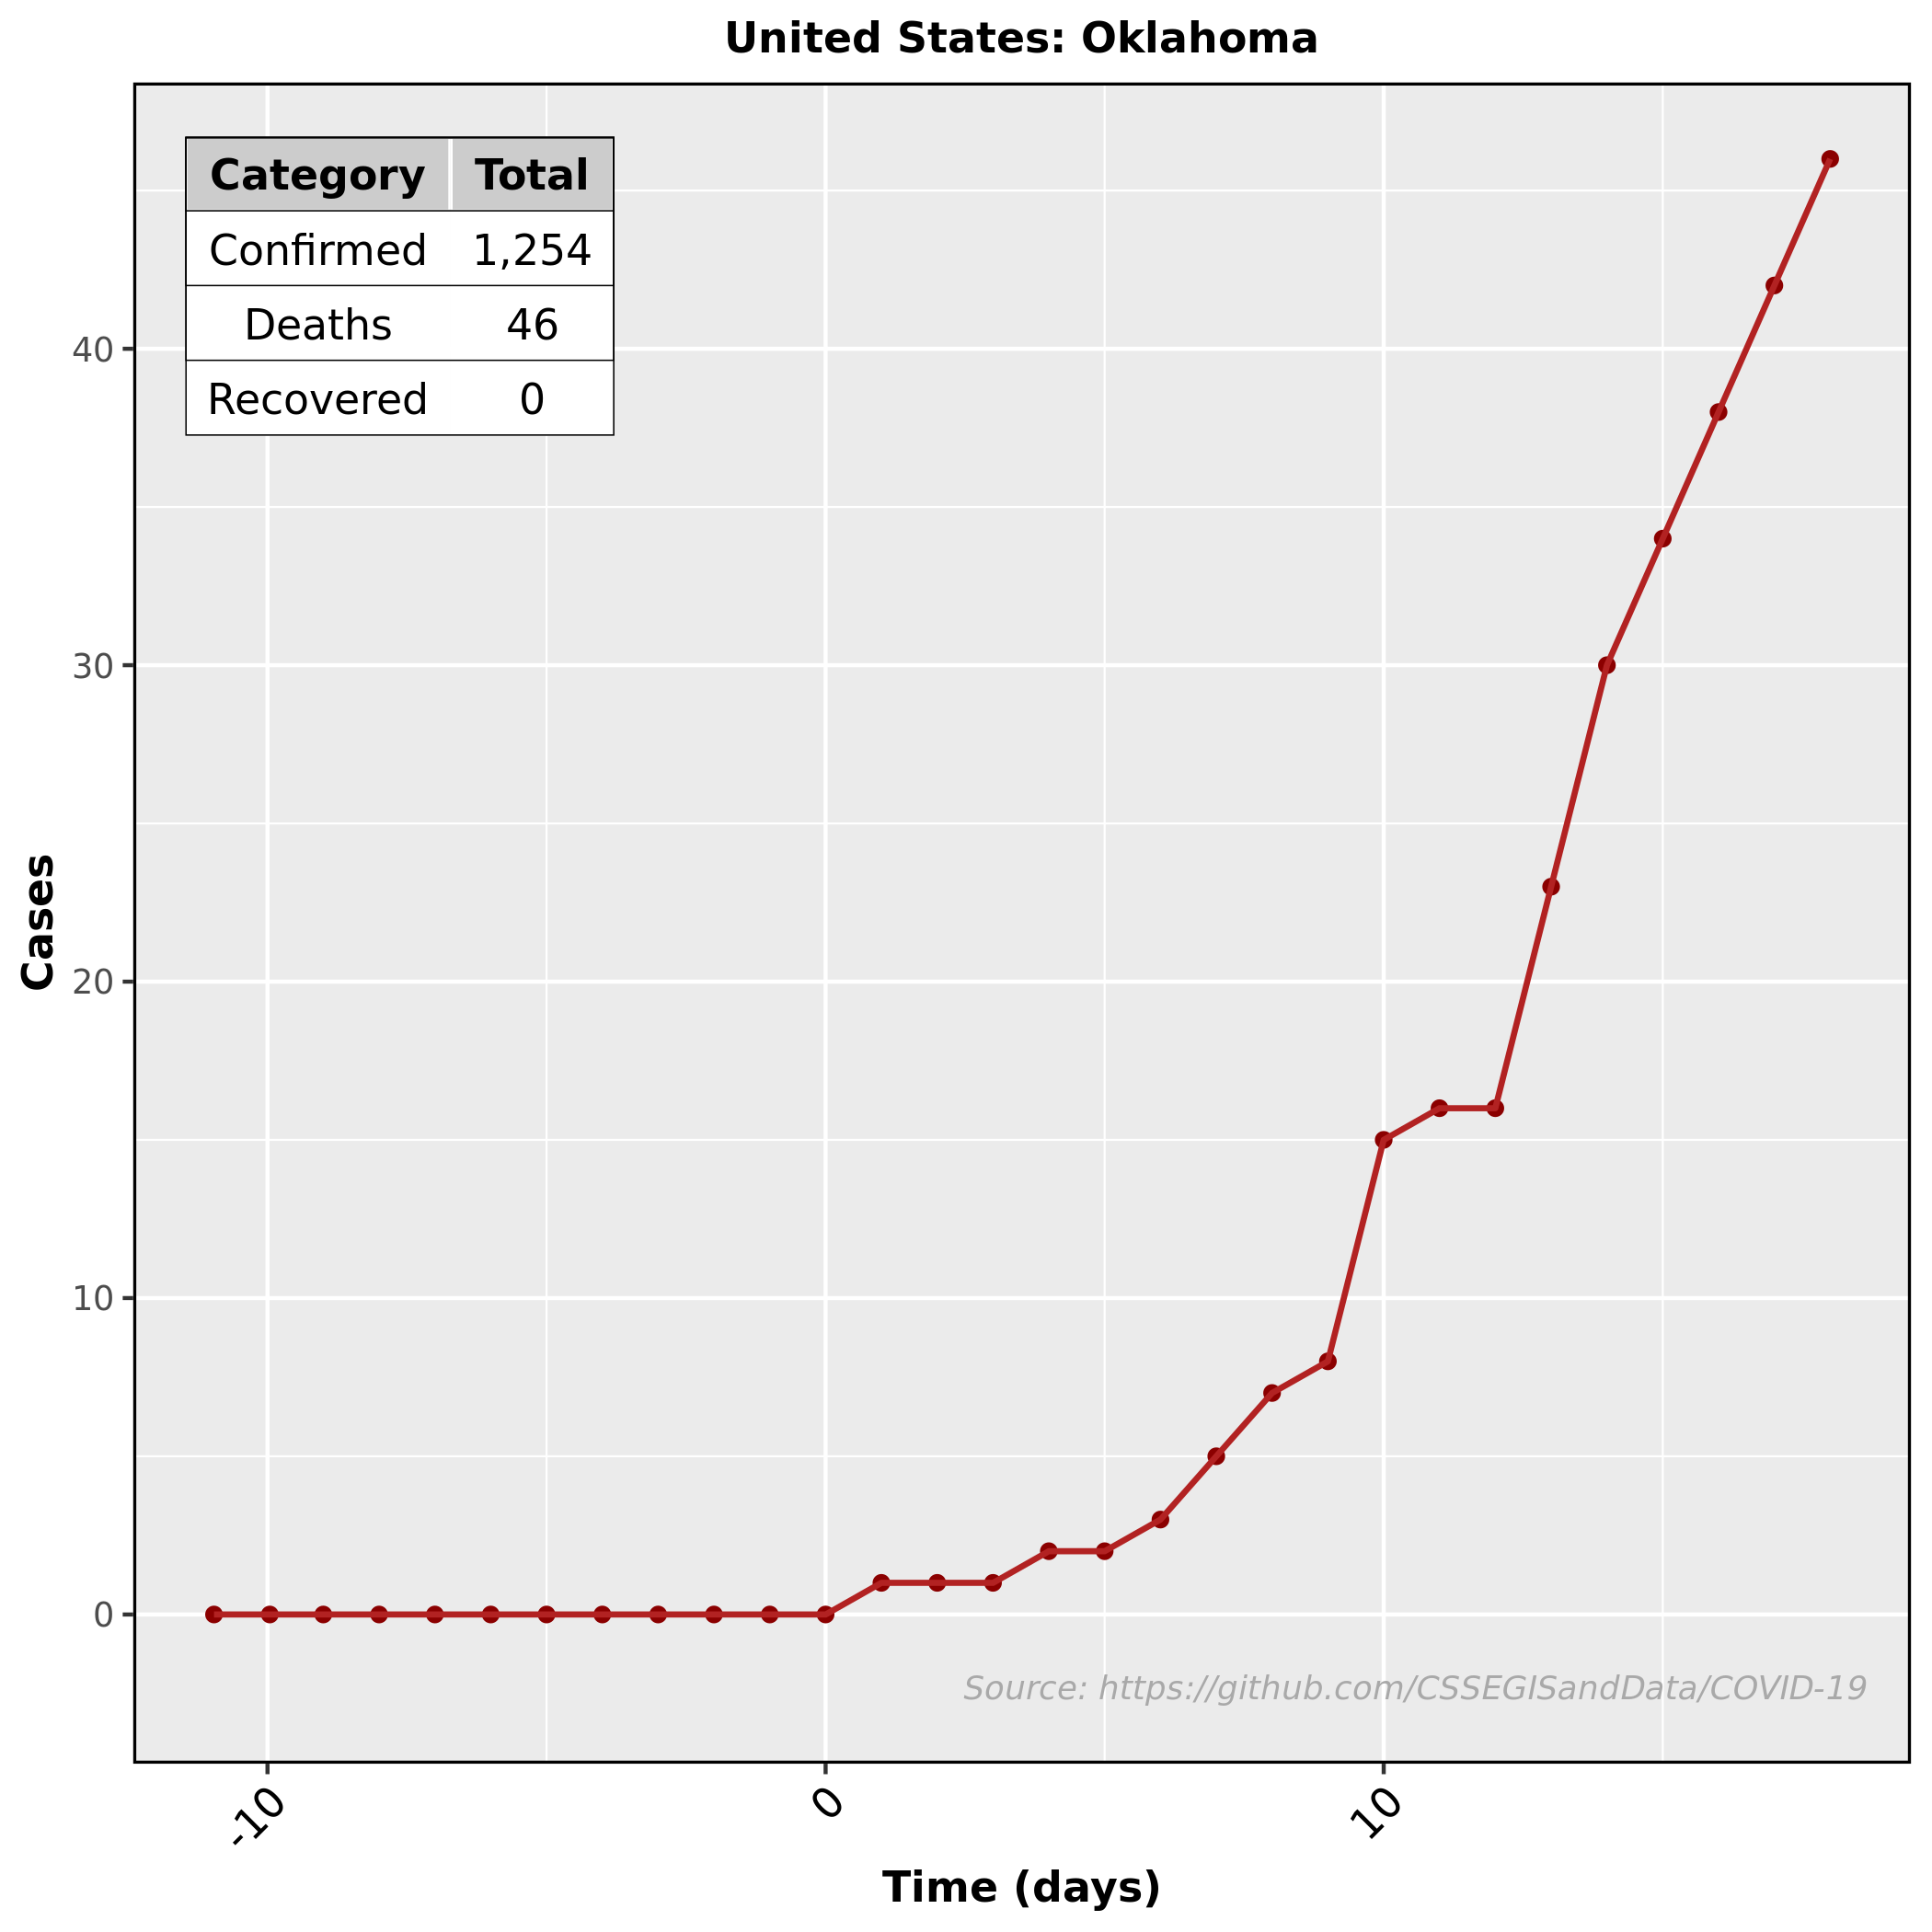 United States: Oklahoma
Category Total
Confirmed 1,254
Deaths 46
Recovered 0
40
30
20
10
0
Cases
Source: https://github.com/CSSEGISandData/COVID-19
-10 0 10
Time (days)